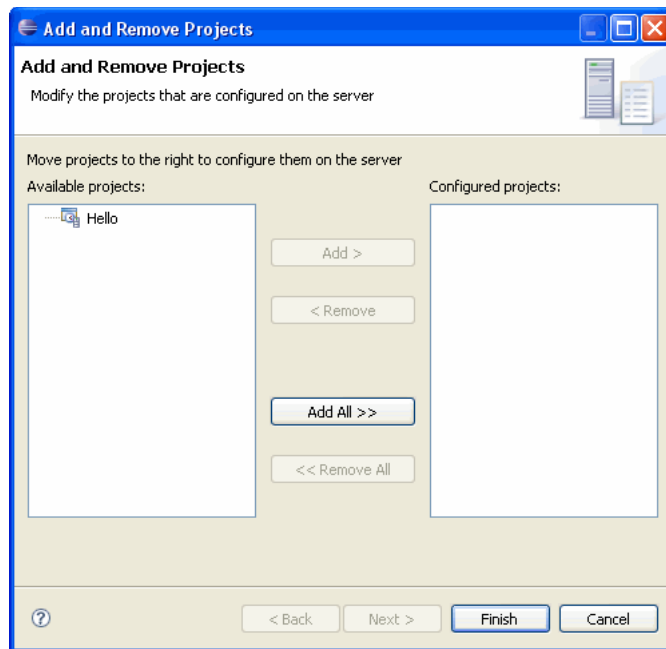 Add and Remove Projects
Add and Remove Projects
Modify the projects that are configured on the server
Move projects to the right to configure them on the server
Available projects:
Configured projects:
Hello
Add >
< Remove
Add All >>
<< Remove All
?
< Back
Next >
Finish
Cancel